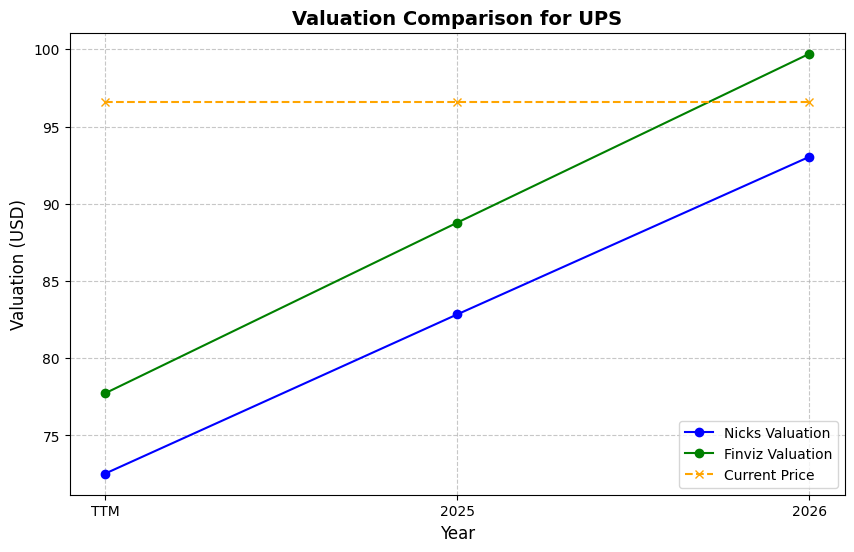 Valuation Comparison for UPS
Valuation (USD)
100
95
90
85
80
75
TTM
2025
2026
Year
Nicks Valuation
Finviz Valuation
Current Price